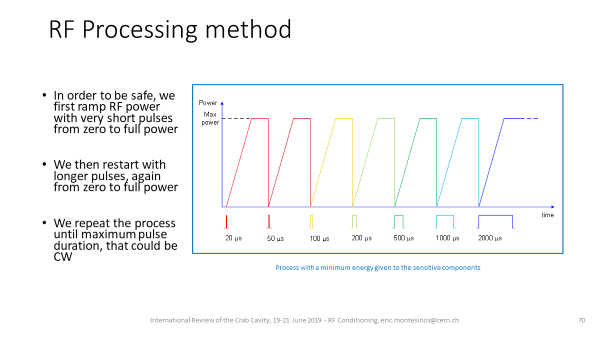 RF Processing method
• In order to be safe, we
first ramp RF power
with very short pulses
from zero to full power
• We then restart with
longer pulses, again
from zero to full power
• We repeat the process
until maximum pulse
duration, that could be
CW
Power
Max
power
time
20 µs
50 µs
100 µs
200 µs
500 µs
1000 µs
2000 µs
Process with a minimum energy given to the sensitive components
International Review of the Crab Cavity, 19-21 June 2019 - RF Conditioning, eric.montesinos@cern.ch
70